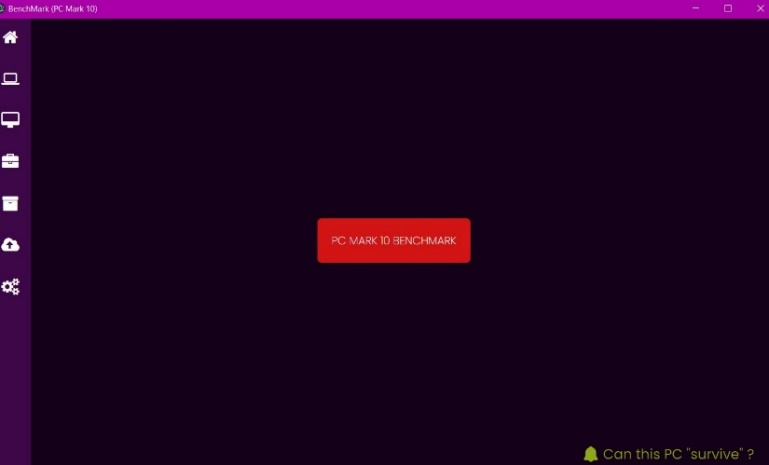 BenchMark (PC Mark 10)
PC MARK 10 BENCHMARK
Can this PC "survive" ?